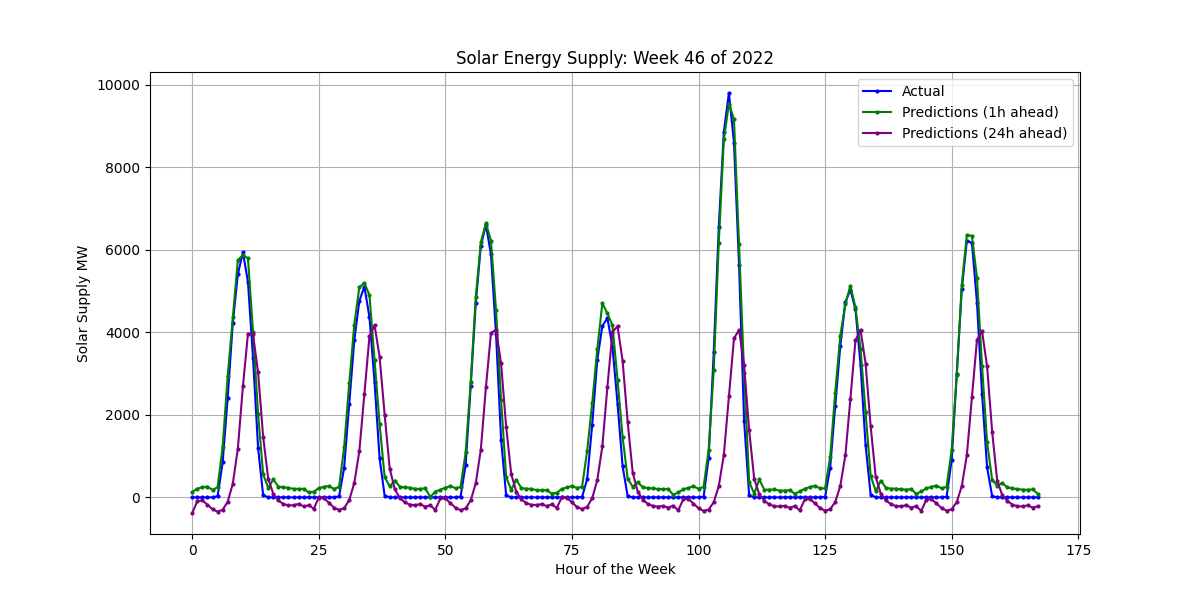 Solar Energy Supply: Week 46 of 2022
Actual
Predictions (1h ahead)
Predictions (24h ahead)
10000
8000
6000
4000
2000
0
Solar Supply MW
0 25 50 75 100 125 150 175
Hour of the Week